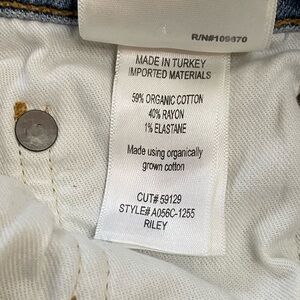 R/N#109670
MADE IN TURKEY
IMPORTED MATERIALS
59% ORGANIC COTTON
40% RAYON
1% ELASTANE
Made using organically
grown cotton
CUT# 59129
STYLE# A056C-1255
RILEY